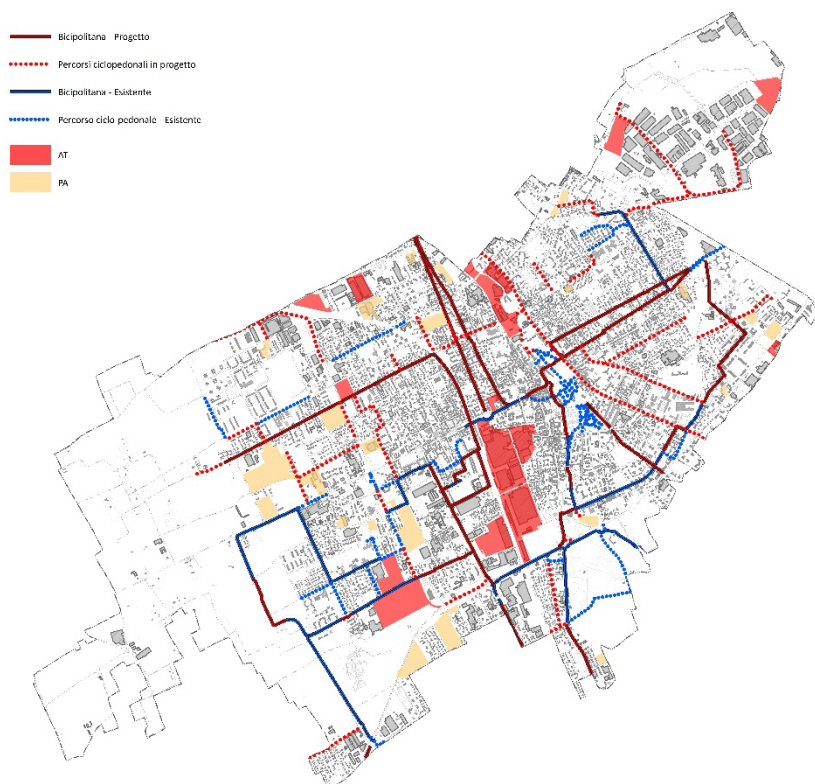 Bicipolitana - Progetto
Percorsi ciclopedonali in progetto
Bicipolitana - Esistente
Percorso ciclo pedonale - Esistente
AT
PA